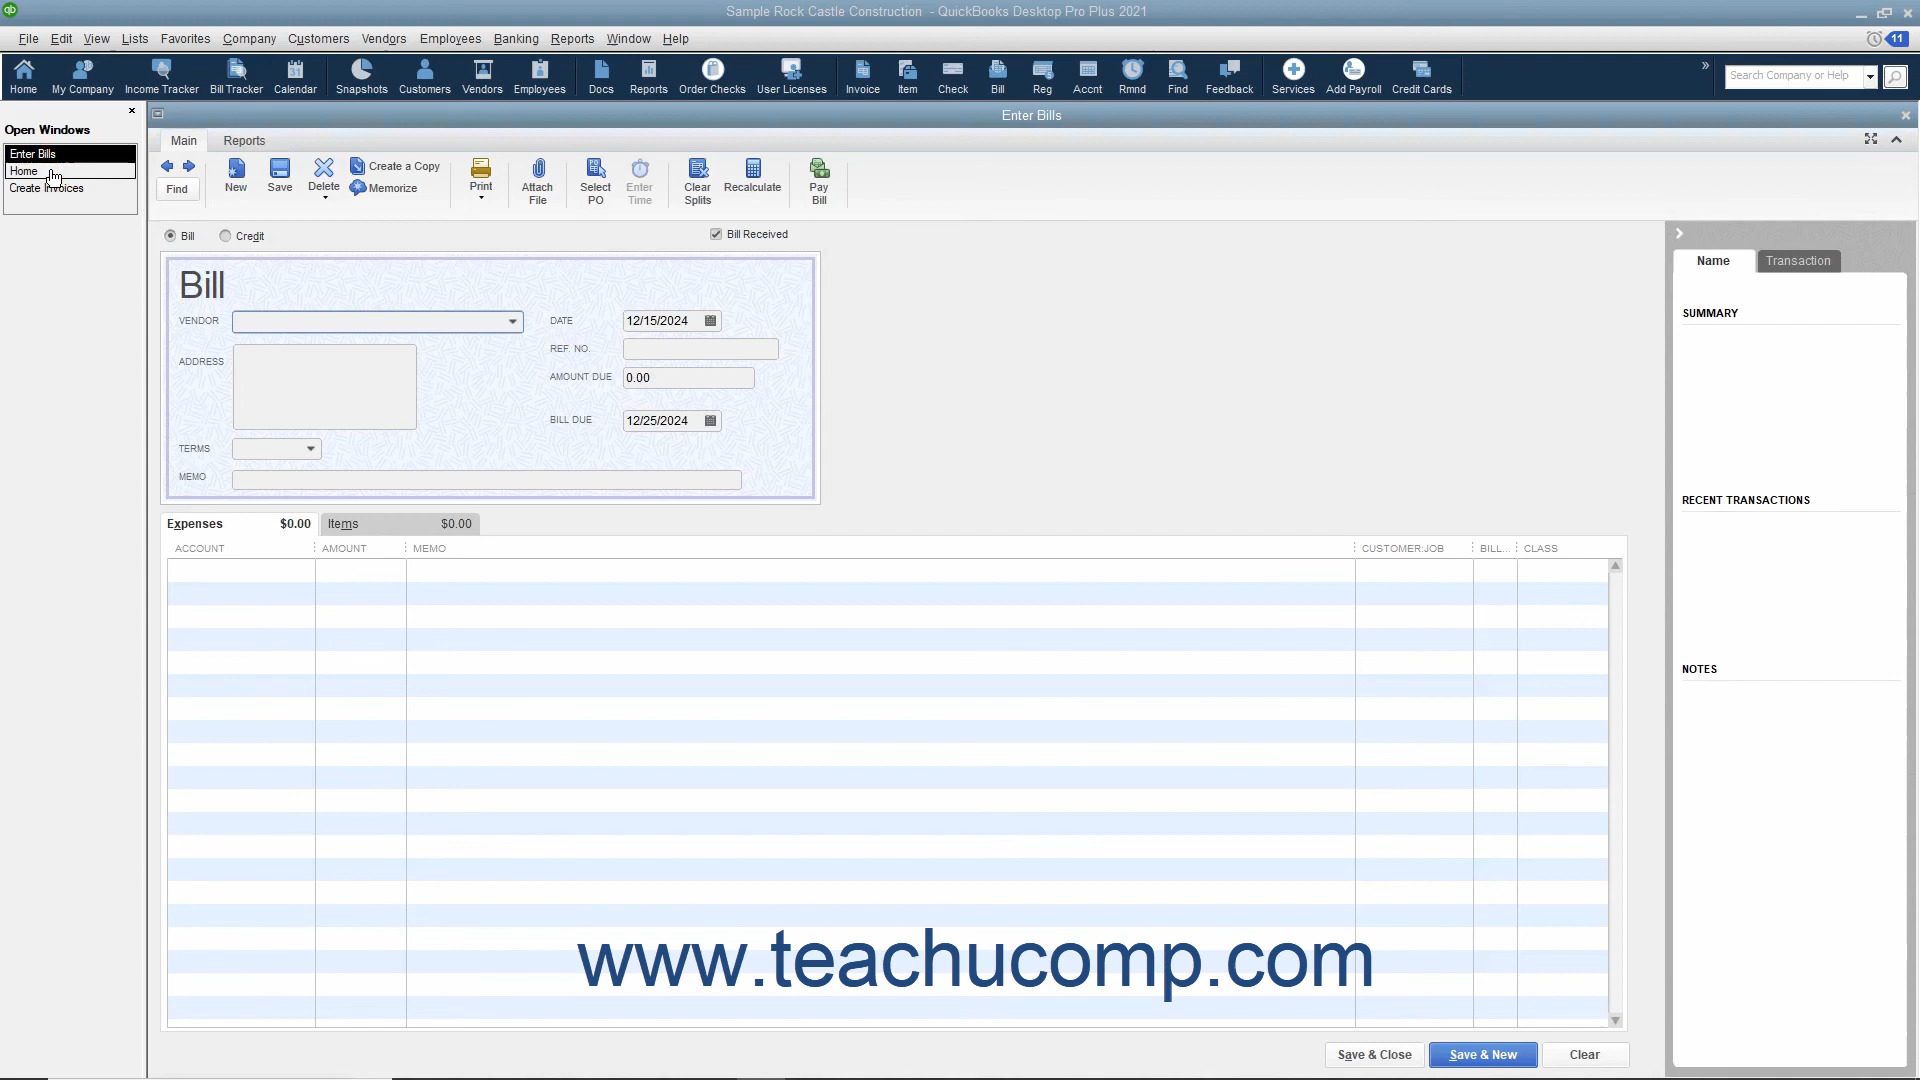 qb Sample Rock Castle Construction - QuickBooks Desktop Pro Plus 2021
File Edit View Lists Favorites Company Customers Vendors Employees Banking Reports Window Help 11
Home My Company Income Tracker Bill Tracker Calendar Snapshots Customers Vendors Employees Docs Reports Order Checks User Licenses Invoice Item Check Bill Reg Accnt Rmnd Find Feedback Services Add Payroll Credit Cards » Search Company or Help
Enter Bills
Open Windows
Enter Bills
Home
Create Invoices
Main Reports
Find New Save Delete Create a Copy
Memorize
Print Attach File Select PO Enter Time Clear Splits Recalculate Pay Bill
Bill Credit Bill Received
Bill
VENDOR DATE 12/15/2024
REF. NO.
ADDRESS AMOUNT DUE 0.00
BILL DUE 12/25/2024
TERMS
MEMO
Expenses $0.00 Items $0.00
ACCOUNT AMOUNT MEMO CUSTOMER:JOB BILL... CLASS
Name Transaction
SUMMARY
RECENT TRANSACTIONS
NOTES
www.teachucomp.com
Save & Close Save & New Clear